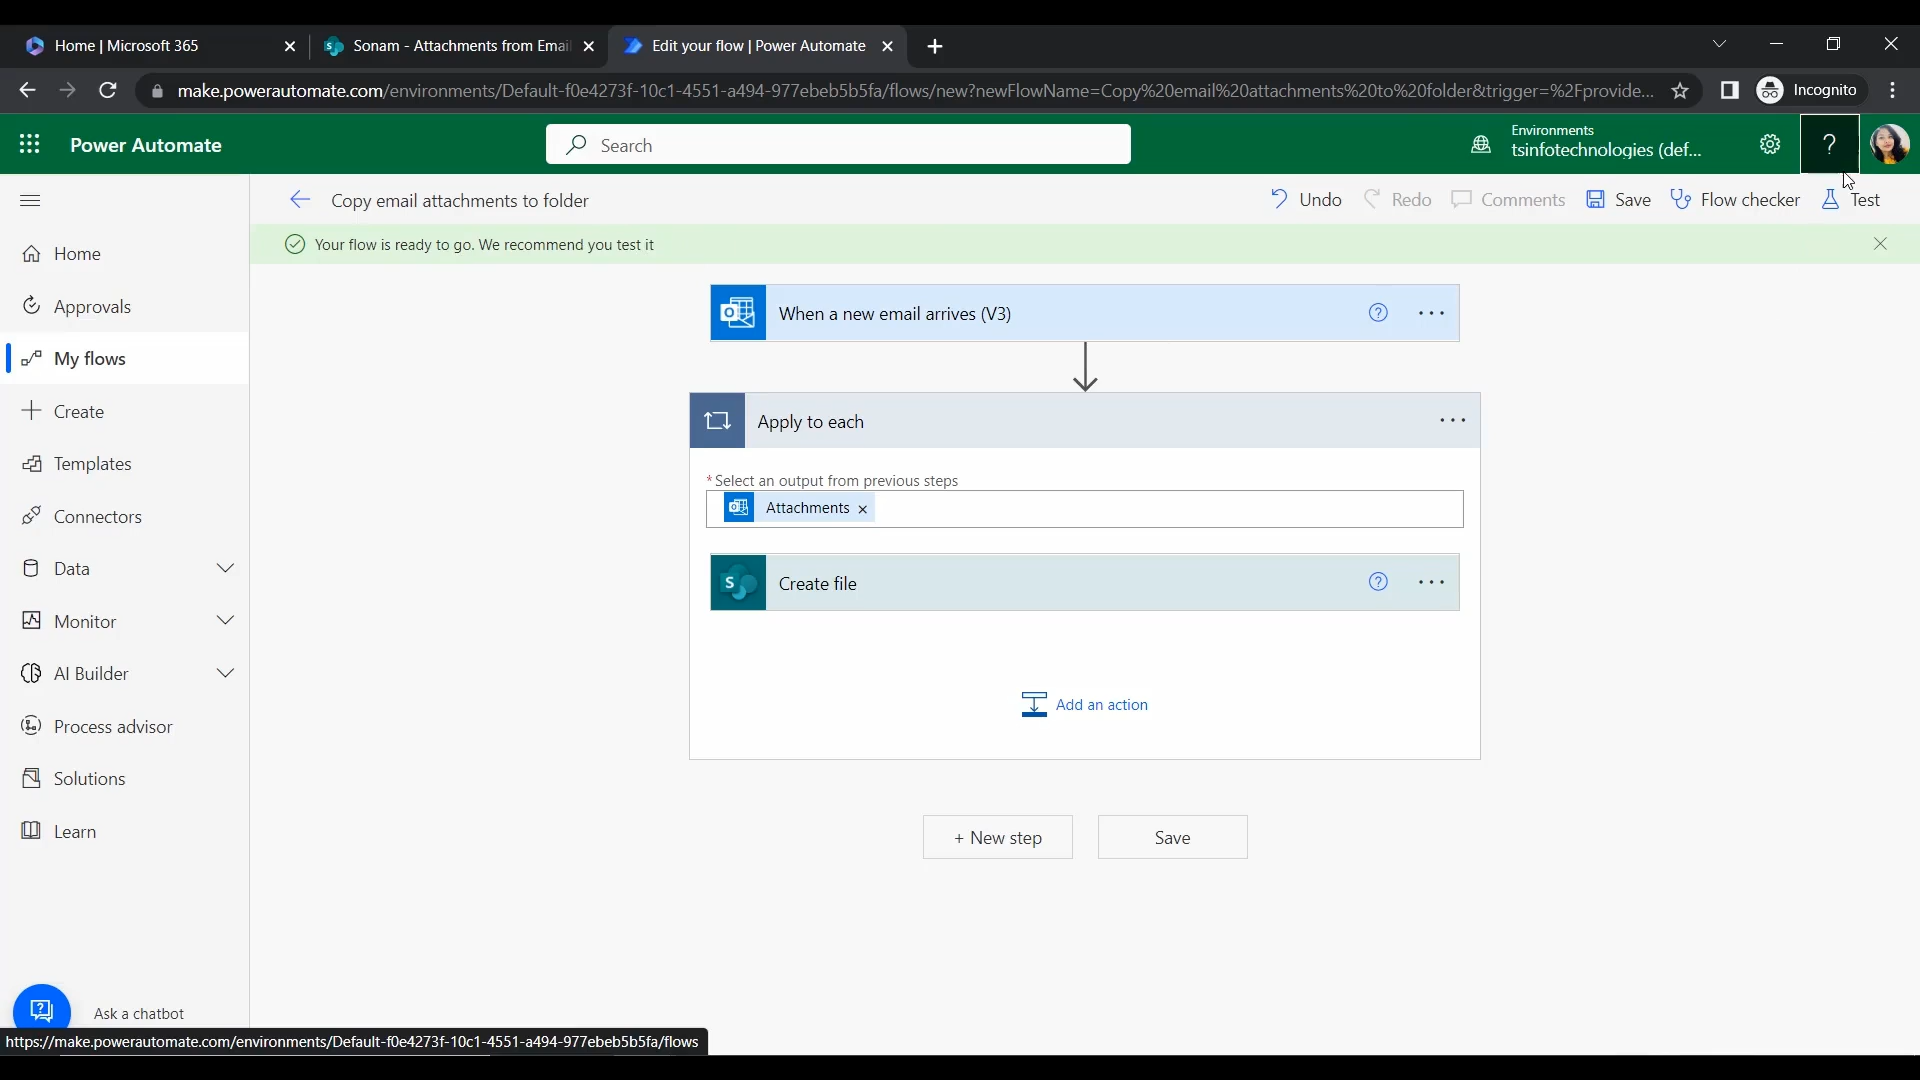 Home | Microsoft 365
Sonam - Attachments from Emai
Edit your flow | Power Automate
make.powerautomate.com/environments/Default-f0e4273f-10c1-4551-a494-977ebeb5b5fa/flows/new?newFlowName=Copy%20email%20attachments%20to%20folder&trigger=%2Fprovide...
Incognito
Power Automate
Search
Environments
tsinfotechnologies (def...
?
Copy email attachments to folder
Undo
Redo
Comments
Save
Flow checker
Test
Your flow is ready to go. We recommend you test it
Home
Approvals
My flows
Create
Templates
Connectors
Data
Monitor
AI Builder
Process advisor
Solutions
Learn
When a new email arrives (V3)
Apply to each
* Select an output from previous steps
Attachments
Create file
Add an action
+ New step
Save
Ask a chatbot
https://make.powerautomate.com/environments/Default-f0e4273f-10c1-4551-a494-977ebeb5b5fa/flows